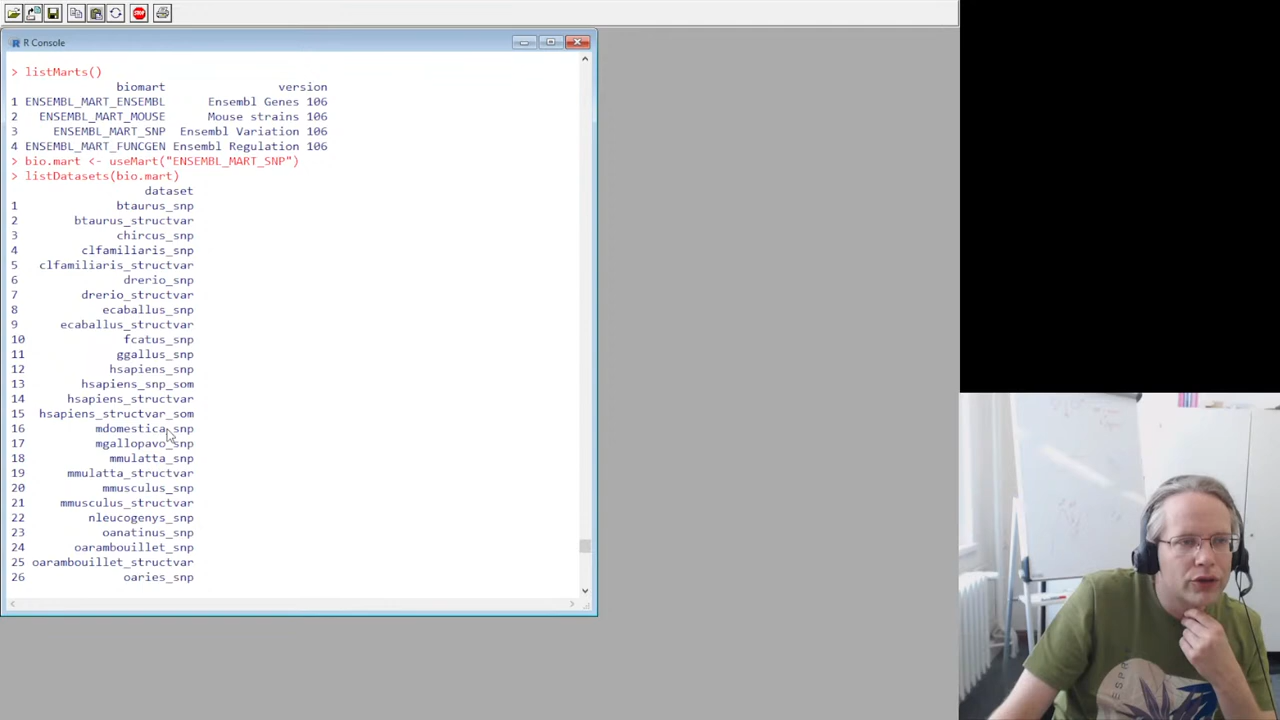 STOP
R Console
> listMarts()
biomart version
1 ENSEMBL_MART_ENSEMBL Ensembl Genes 106
2 ENSEMBL_MART_MOUSE Mouse strains 106
3 ENSEMBL_MART_SNP Ensembl Variation 106
4 ENSEMBL_MART_FUNCGEN Ensembl Regulation 106
> bio.mart <- useMart("ENSEMBL_MART_SNP")
> listDatasets(bio.mart)
dataset
1 btaurus_snp
2 btaurus_structvar
3 chircus_snp
4 clfamiliaris_snp
5 clfamiliaris_structvar
6 drerio_snp
7 drerio_structvar
8 ecaballus_snp
9 ecaballus_structvar
10 fcatus_snp
11 ggallus_snp
12 hsapiens_snp
13 hsapiens_snp_som
14 hsapiens_structvar
15 hsapiens_structvar_som
16 mdomestica_snp
17 mgallopavo_snp
18 mmulatta_snp
19 mmulatta_structvar
20 mmusculus_snp
21 mmusculus_structvar
22 nleucogenys_snp
23 oanatinus_snp
24 oarambouillet_snp
25 oarambouillet_structvar
26 oaries_snp
ESPR